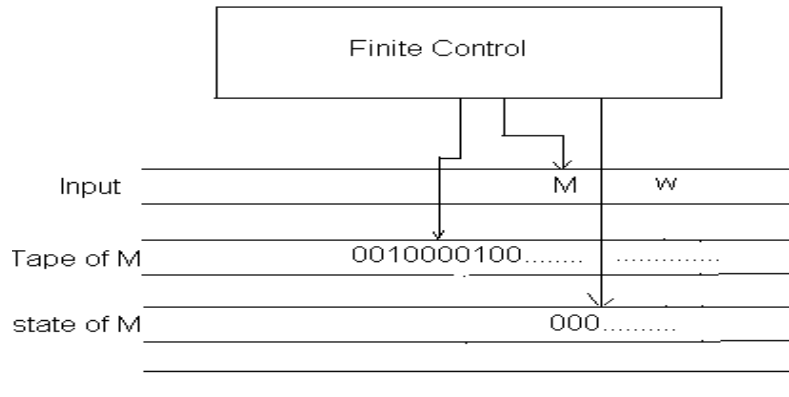 Finite Control
Input M w
Tape of M 0010000100........ ..............
state of M 000..........